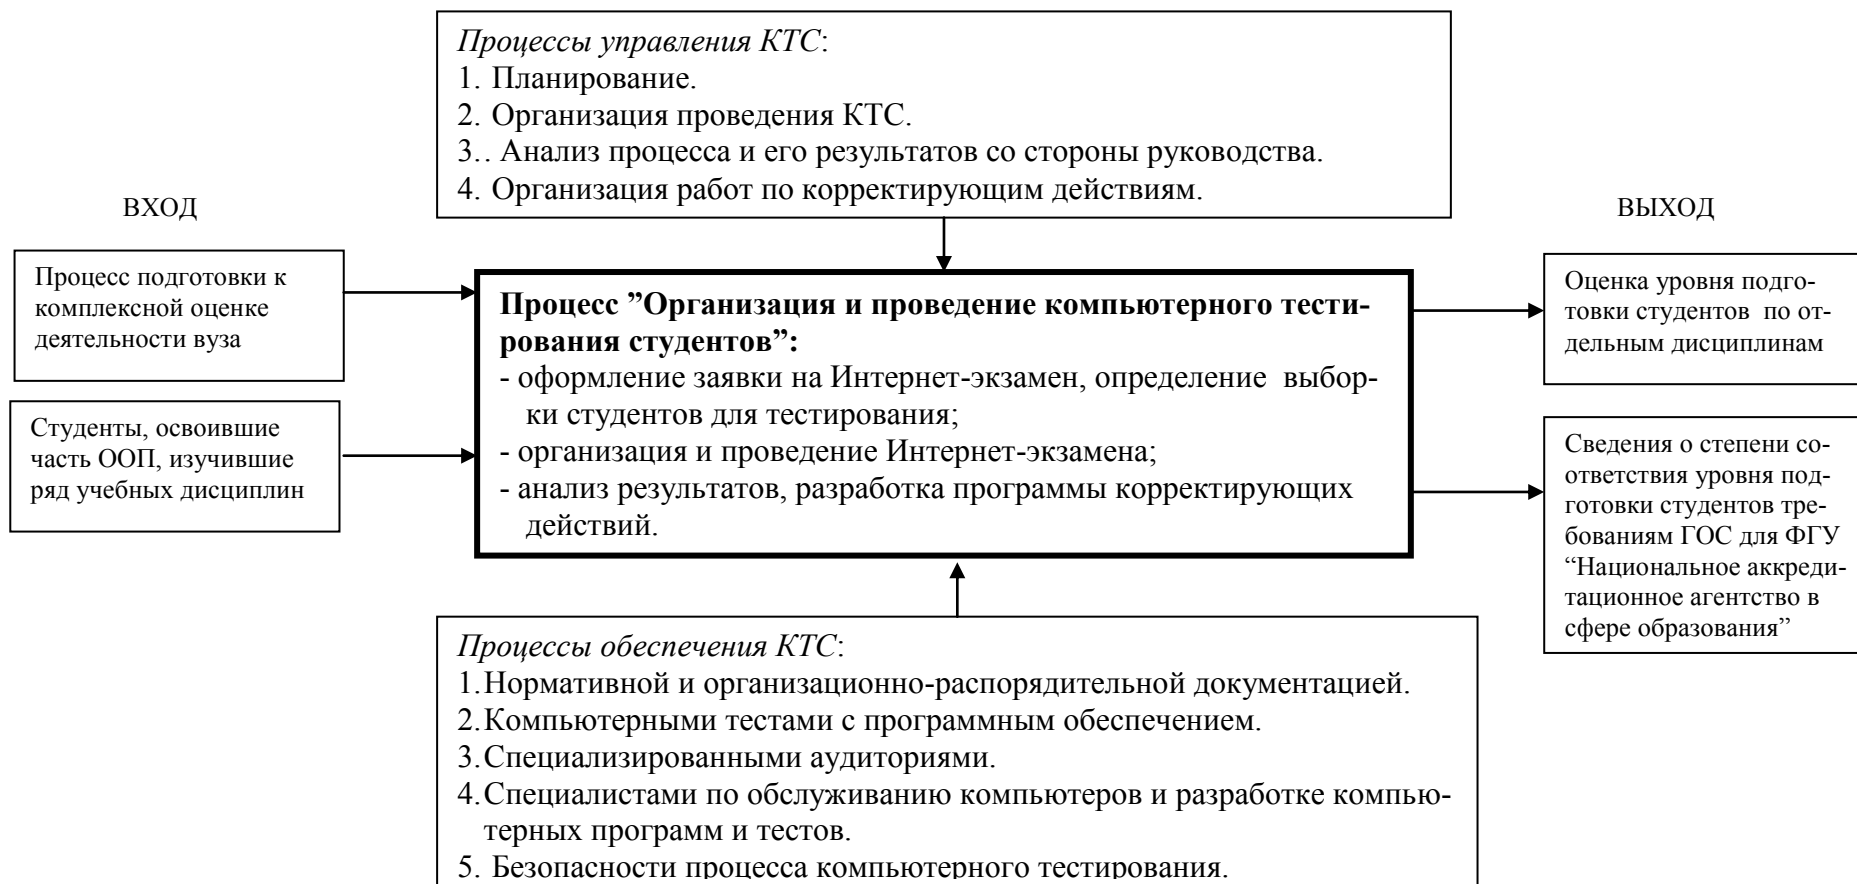 Процессы управления КТС:
1. Планирование.
2. Организация проведения КТС.
3.. Анализ процесса и его результатов со стороны руководства.
4. Организация работ по корректирующим действиям.
ВХОД
ВЫХОД
Процесс подготовки к
комплексной оценке
деятельности вуза
Студенты, освоившие
часть ООП, изучившие
ряд учебных дисциплин
Процесс ”Организация и проведение компьютерного тести-
рования студентов”:
- оформление заявки на Интернет-экзамен, определение выбор-
ки студентов для тестирования;
- организация и проведение Интернет-экзамена;
- анализ результатов, разработка программы корректирующих
действий.
Оценка уровня подго-
товки студентов по от-
дельным дисциплинам
Сведения о степени со-
ответствия уровня под-
готовки студентов тре-
бованиям ГОС для ФГУ
“Национальное аккреди-
тационное агентство в
сфере образования”
Процессы обеспечения КТС:
1. Нормативной и организационно-распорядительной документацией.
2. Компьютерными тестами с программным обеспечением.
3. Специализированными аудиториями.
4. Специалистами по обслуживанию компьютеров и разработке компью-
терных программ и тестов.
5. Безопасности процесса компьютерного тестирования.